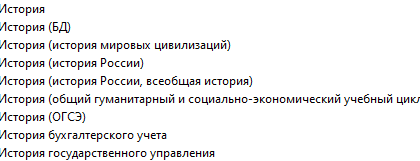 История
История (БД)
История (история мировых цивилизаций)
История (история России)
История (история России, всеобщая история)
История (общий гуманитарный и социально-экономический учебный цикл
История (ОГСЭ)
История бухгалтерского учета
История государственного управления